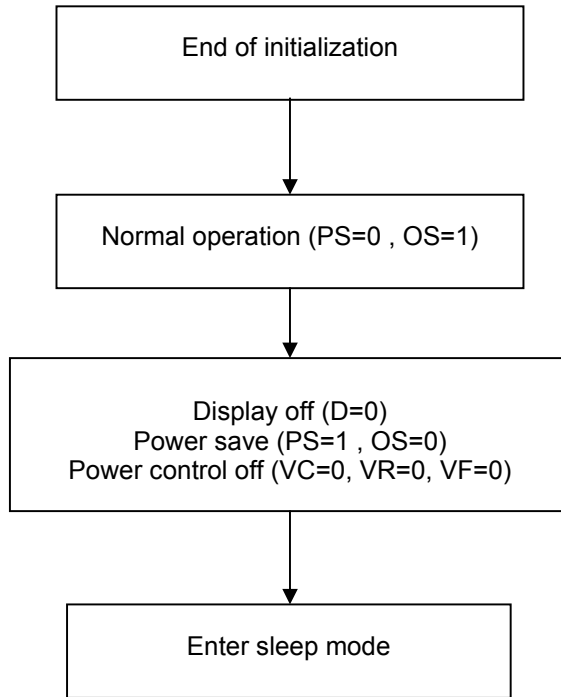 End of initialization
Normal operation (PS=0 , OS=1)
Display off (D=0)
Power save (PS=1 , OS=0)
Power control off (VC=0, VR=0, VF=0)
Enter sleep mode